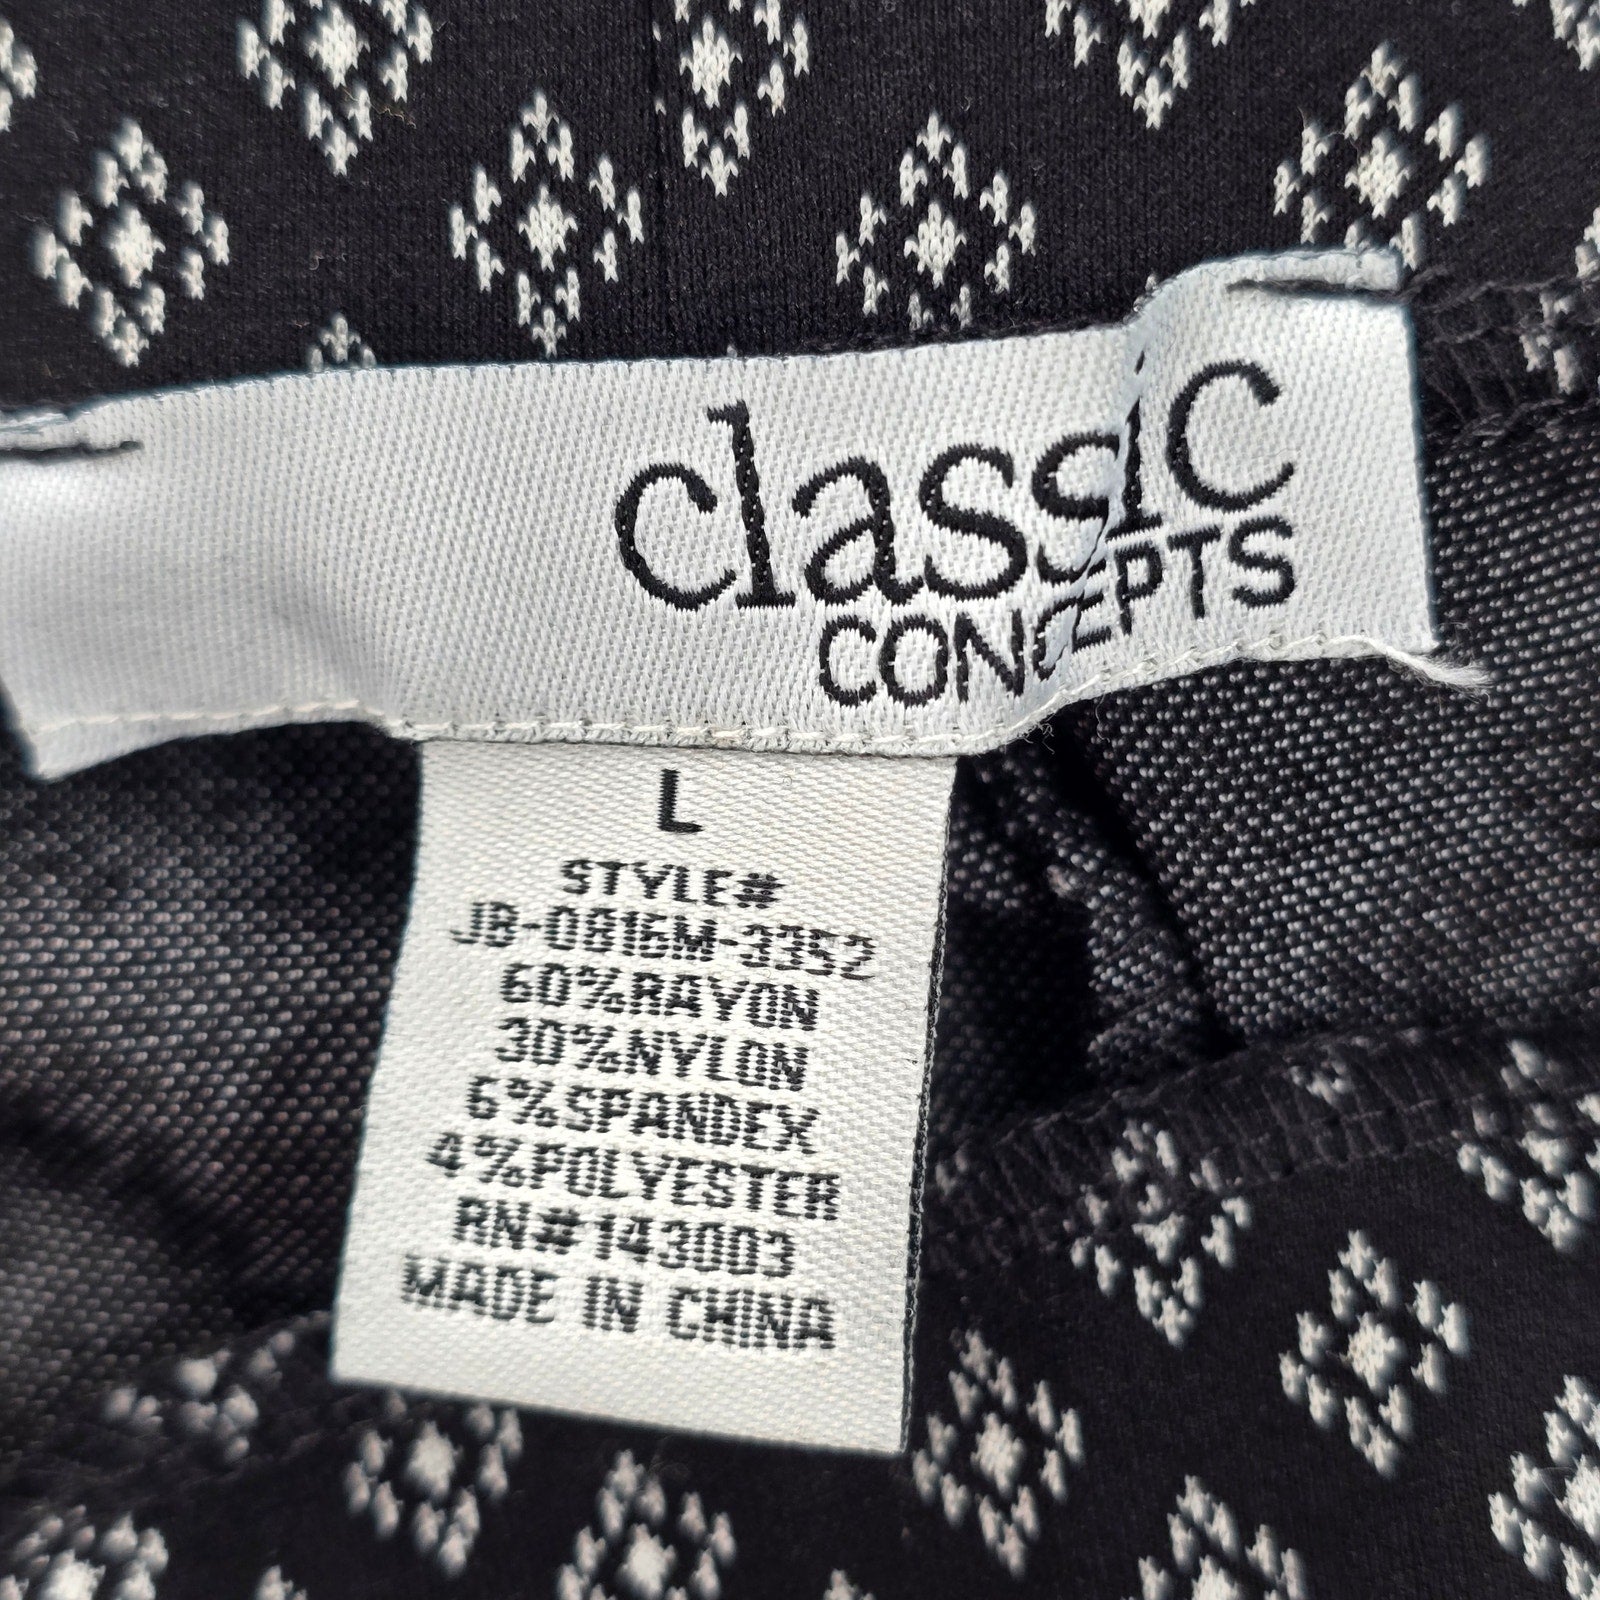 classic
CONCEPTS
L
STYLE#
JB-0816M-3352
60%RAYON
30%NYLON
6%SPANDEX
4%POLYESTER
RN#143003
MADE IN CHINA